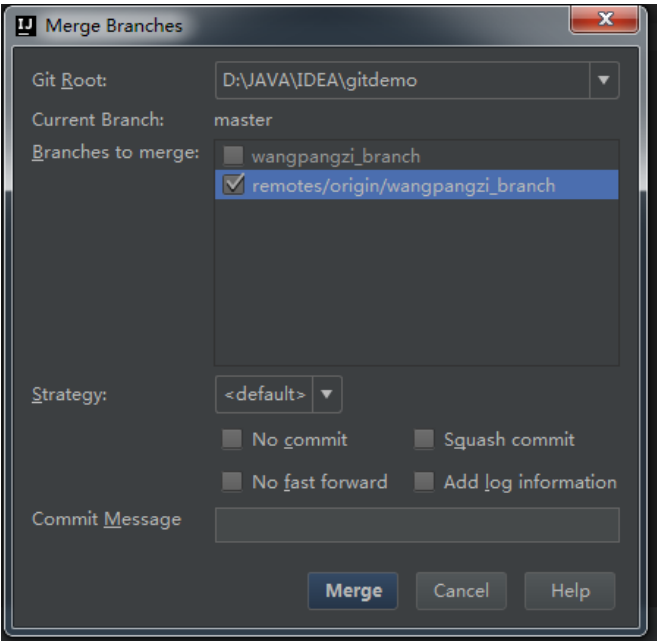 IJ Merge Branches
Git Root: D:\JAVA\IDEA\gitdemo
Current Branch: master
Branches to merge: wangpangzi_branch
remotes/origin/wangpangzi_branch
Strategy: <default>
No commit Squash commit
No fast forward Add log information
Commit Message
Merge Cancel Help